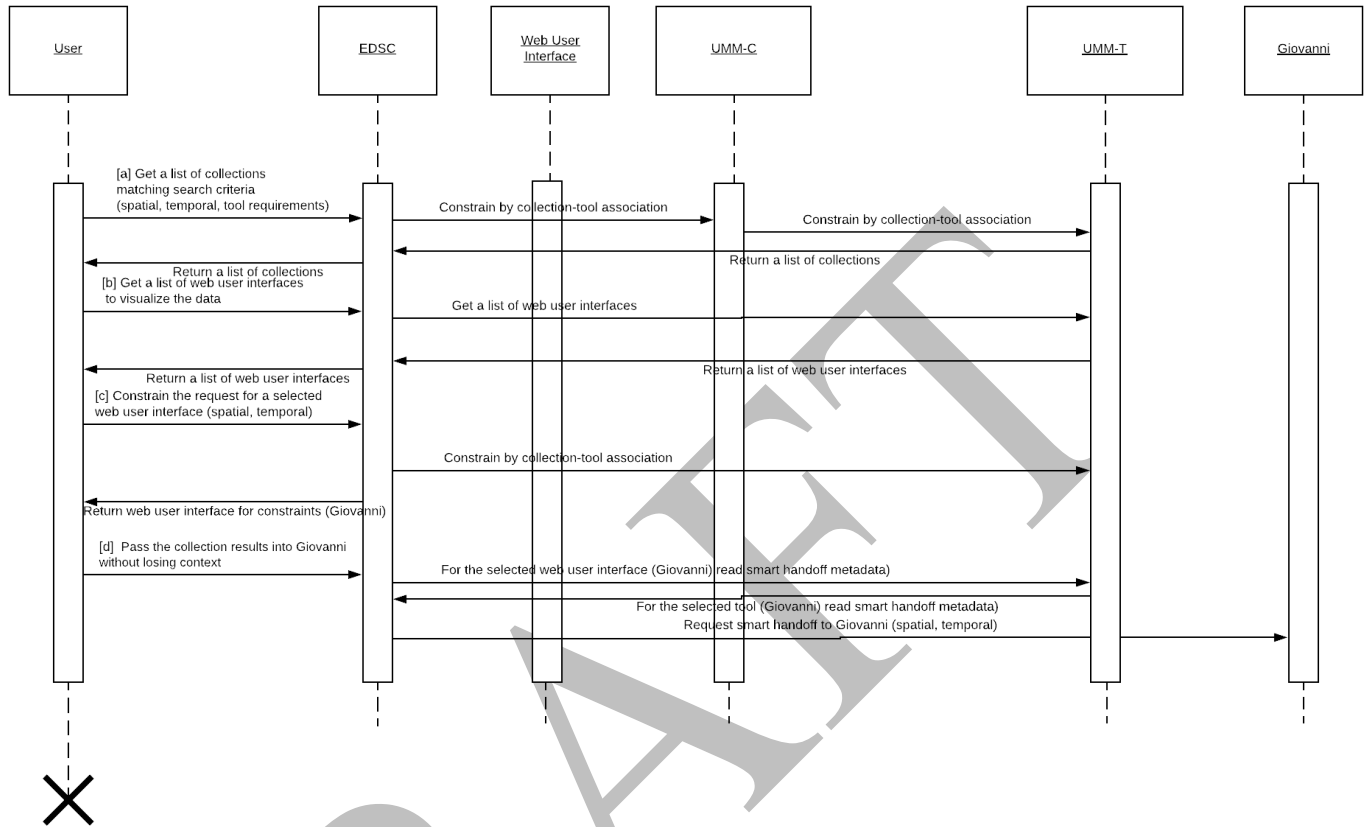 User
EDSC
Web User
Interface
UMM-C
UMM-T
Giovanni
[a] Get a list of collections
matching search criteria
(spatial, temporal, tool requirements)
Constrain by collection-tool association
Constrain by collection-tool association
Return a list of collections
Return a list of collections
[b] Get a list of web user interfaces
to visualize the data
Get a list of web user interfaces
Return a list of web user interfaces
Return a list of web user interfaces
[c] Constrain the request for a selected
web user interface (spatial, temporal)
Constrain by collection-tool association
Return web user interface for constraints (Giovanni)
[d] Pass the collection results into Giovanni
without losing context
For the selected web user interface (Giovanni) read smart handoff metadata)
For the selected tool (Giovanni) read smart handoff metadata)
Request smart handoff to Giovanni (spatial, temporal)
RAFT